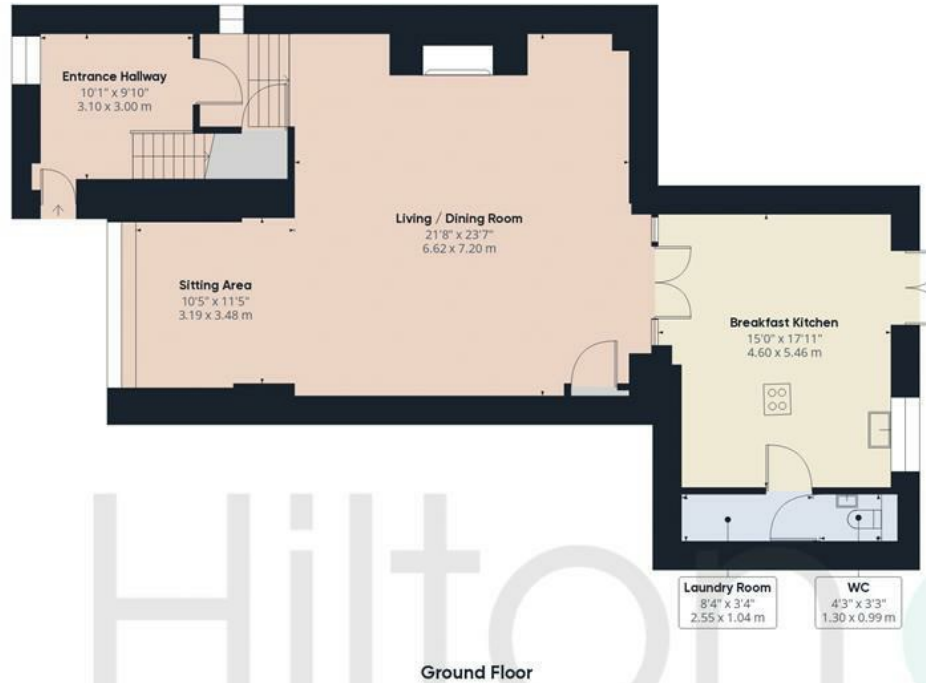 Entrance Hallway
10'1" x 9'10"
3.10 x 3.00 m
Living / Dining Room
21'8" x 23'7"
6.62 x 7.20 m
Sitting Area
10'5" x 11'5"
3.19 x 3.48 m
Breakfast Kitchen
15'0" x 17'11"
4.60 x 5.46 m
Laundry Room
8'4" x 3'4"
2.55 x 1.04 m
WC
4'3" x 3'3"
1.30 x 0.99 m
Hilton
Ground Floor